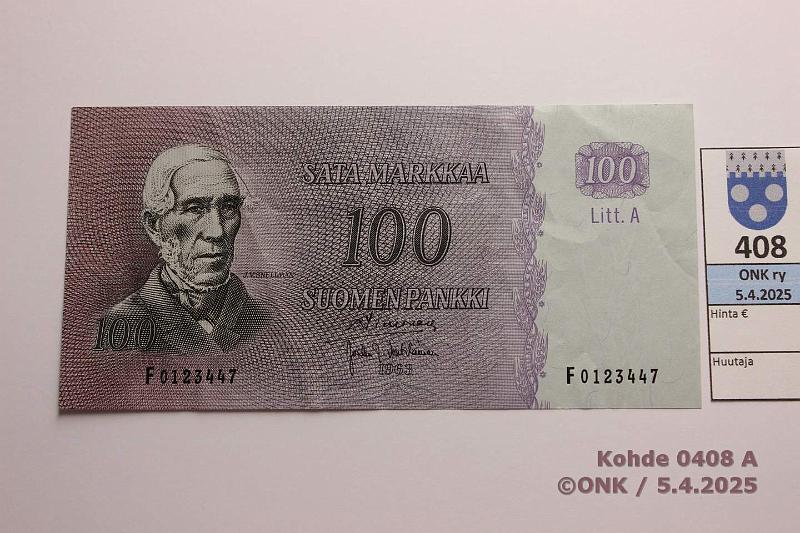 SATA MARKKAA
100
SUOMEN PANKKI
J.V.SNELLMAN
100
1963
F0123447
100
Litt. A
F0123447
408
ONK ry
5.4.2025
Hinta €
Huutaja
Kohde 0408 A
©ONK / 5.4.2025